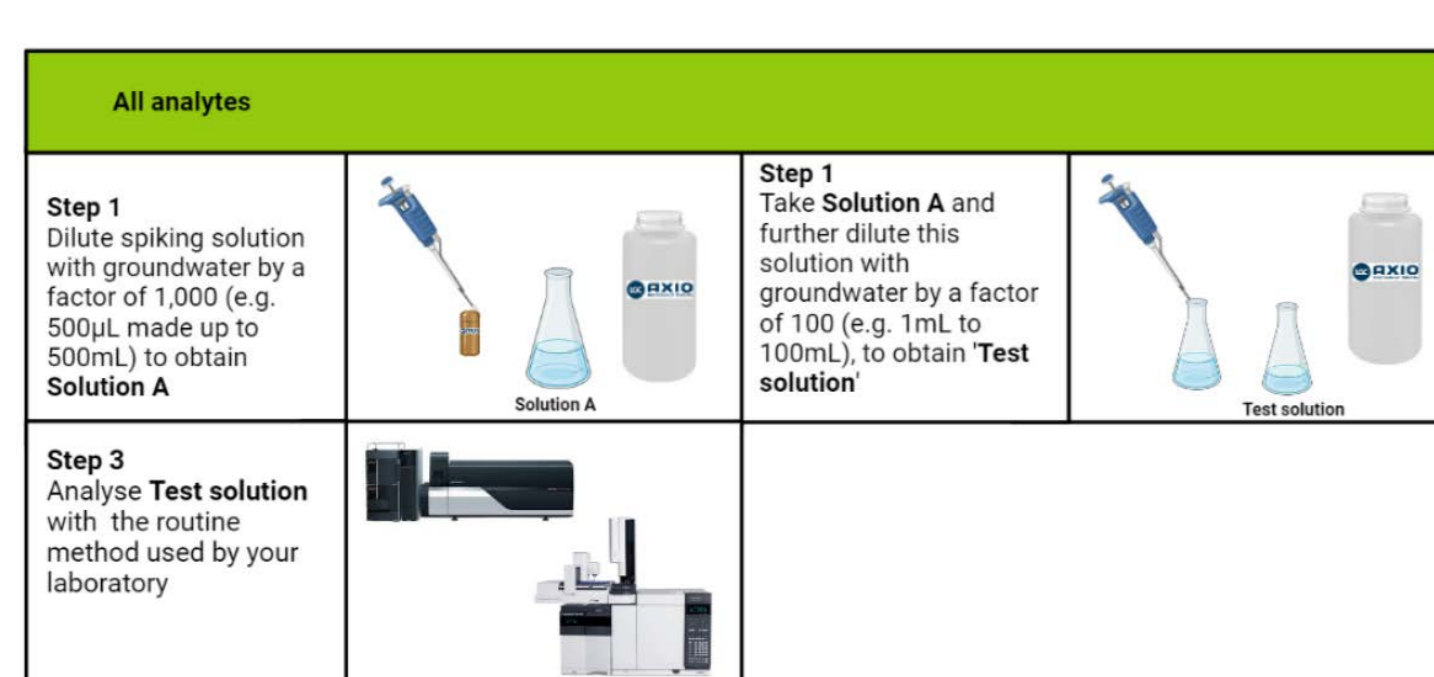 All analytes
Step 1
Dilute spiking solution
with groundwater by a
factor of 1,000 (e.g.
500µL made up to
500mL) to obtain
Solution A
AXIO
Solution A
Step 1
Take Solution A and
further dilute this
solution with
groundwater by a factor
of 100 (e.g. 1mL to
100mL), to obtain 'Test
solution'
AXIO
Test solution
Step 3
Analyse Test solution
with the routine
method used by your
laboratory